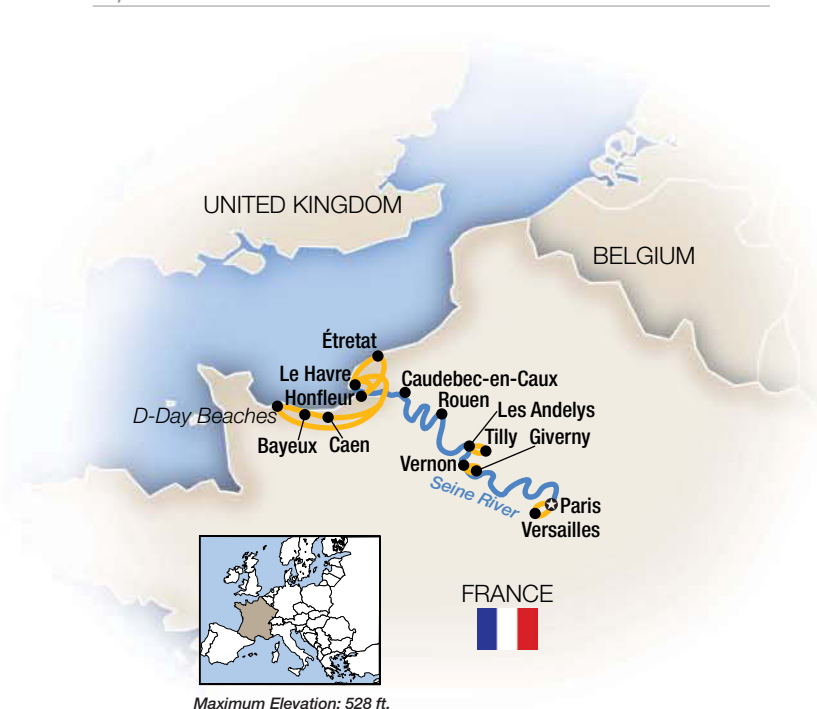 UNITED KINGDOM
BELGIUM
Étretat
Le Havre
Caudebec-en-Caux
Honfleur
Rouen
D-Day Beaches
Les Andelys
Bayeux
Caen
Tilly
Giverny
Vernon
Seine River
Paris
Versailles
FRANCE
Maximum Elevation: 528 ft.